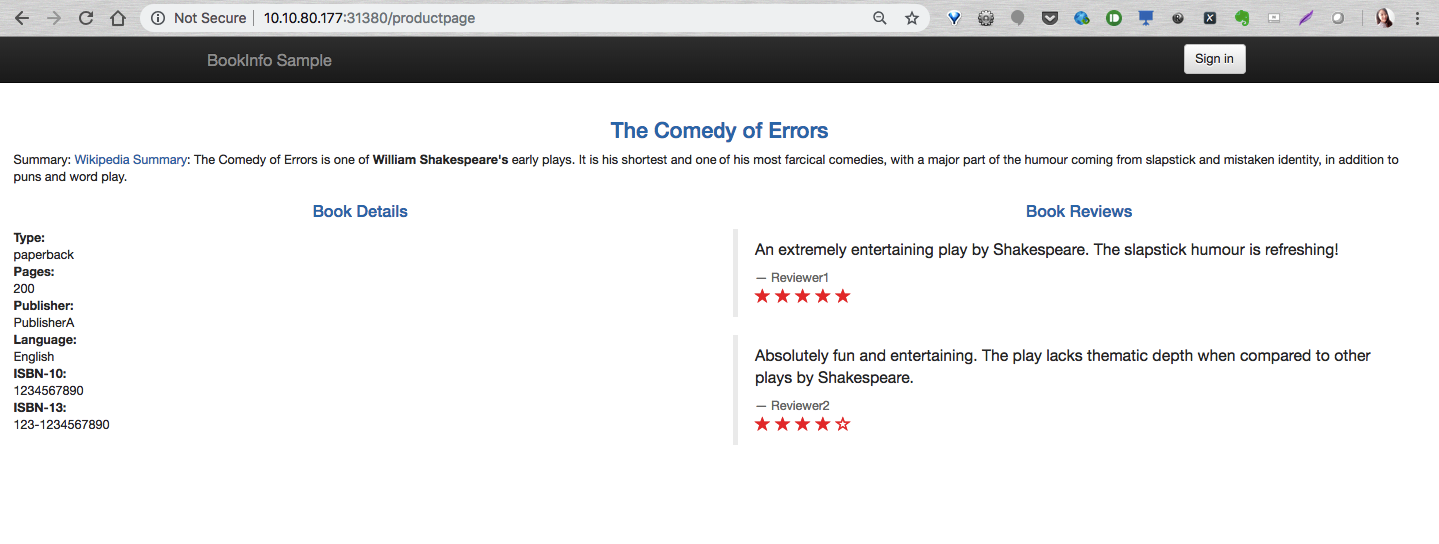 Not Secure | 10.10.80.177:31380/productpage
BookInfo Sample
Sign in
The Comedy of Errors
Summary: Wikipedia Summary: The Comedy of Errors is one of William Shakespeare's early plays. It is his shortest and one of his most farcical comedies, with a major part of the humour coming from slapstick and mistaken identity, in addition to
puns and word play.
Book Details
Type:
paperback
Pages:
200
Publisher:
PublisherA
Language:
English
ISBN-10:
1234567890
ISBN-13:
123-1234567890
Book Reviews
An extremely entertaining play by Shakespeare. The slapstick humour is refreshing!
— Reviewer1
Absolutely fun and entertaining. The play lacks thematic depth when compared to other
plays by Shakespeare.
— Reviewer2